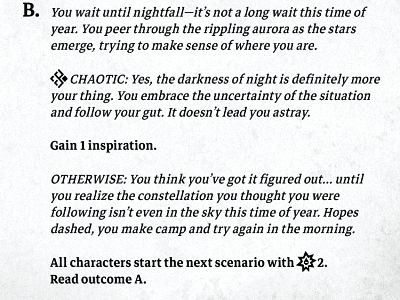 B. You wait until nightfall—it's not a long wait this time of
year. You peer through the rippling aurora as the stars
emerge, trying to make sense of where you are.
CHAOTIC: Yes, the darkness of night is definitely more
your thing. You embrace the uncertainty of the situation
and follow your gut. It doesn't lead you astray.
Gain 1 inspiration.
OTHERWISE: You think you've got it figured out... until
you realize the constellation you thought you were
following isn't even in the sky this time of year. Hopes
dashed, you make camp and try again in the morning.
All characters start the next scenario with 2.
Read outcome A.